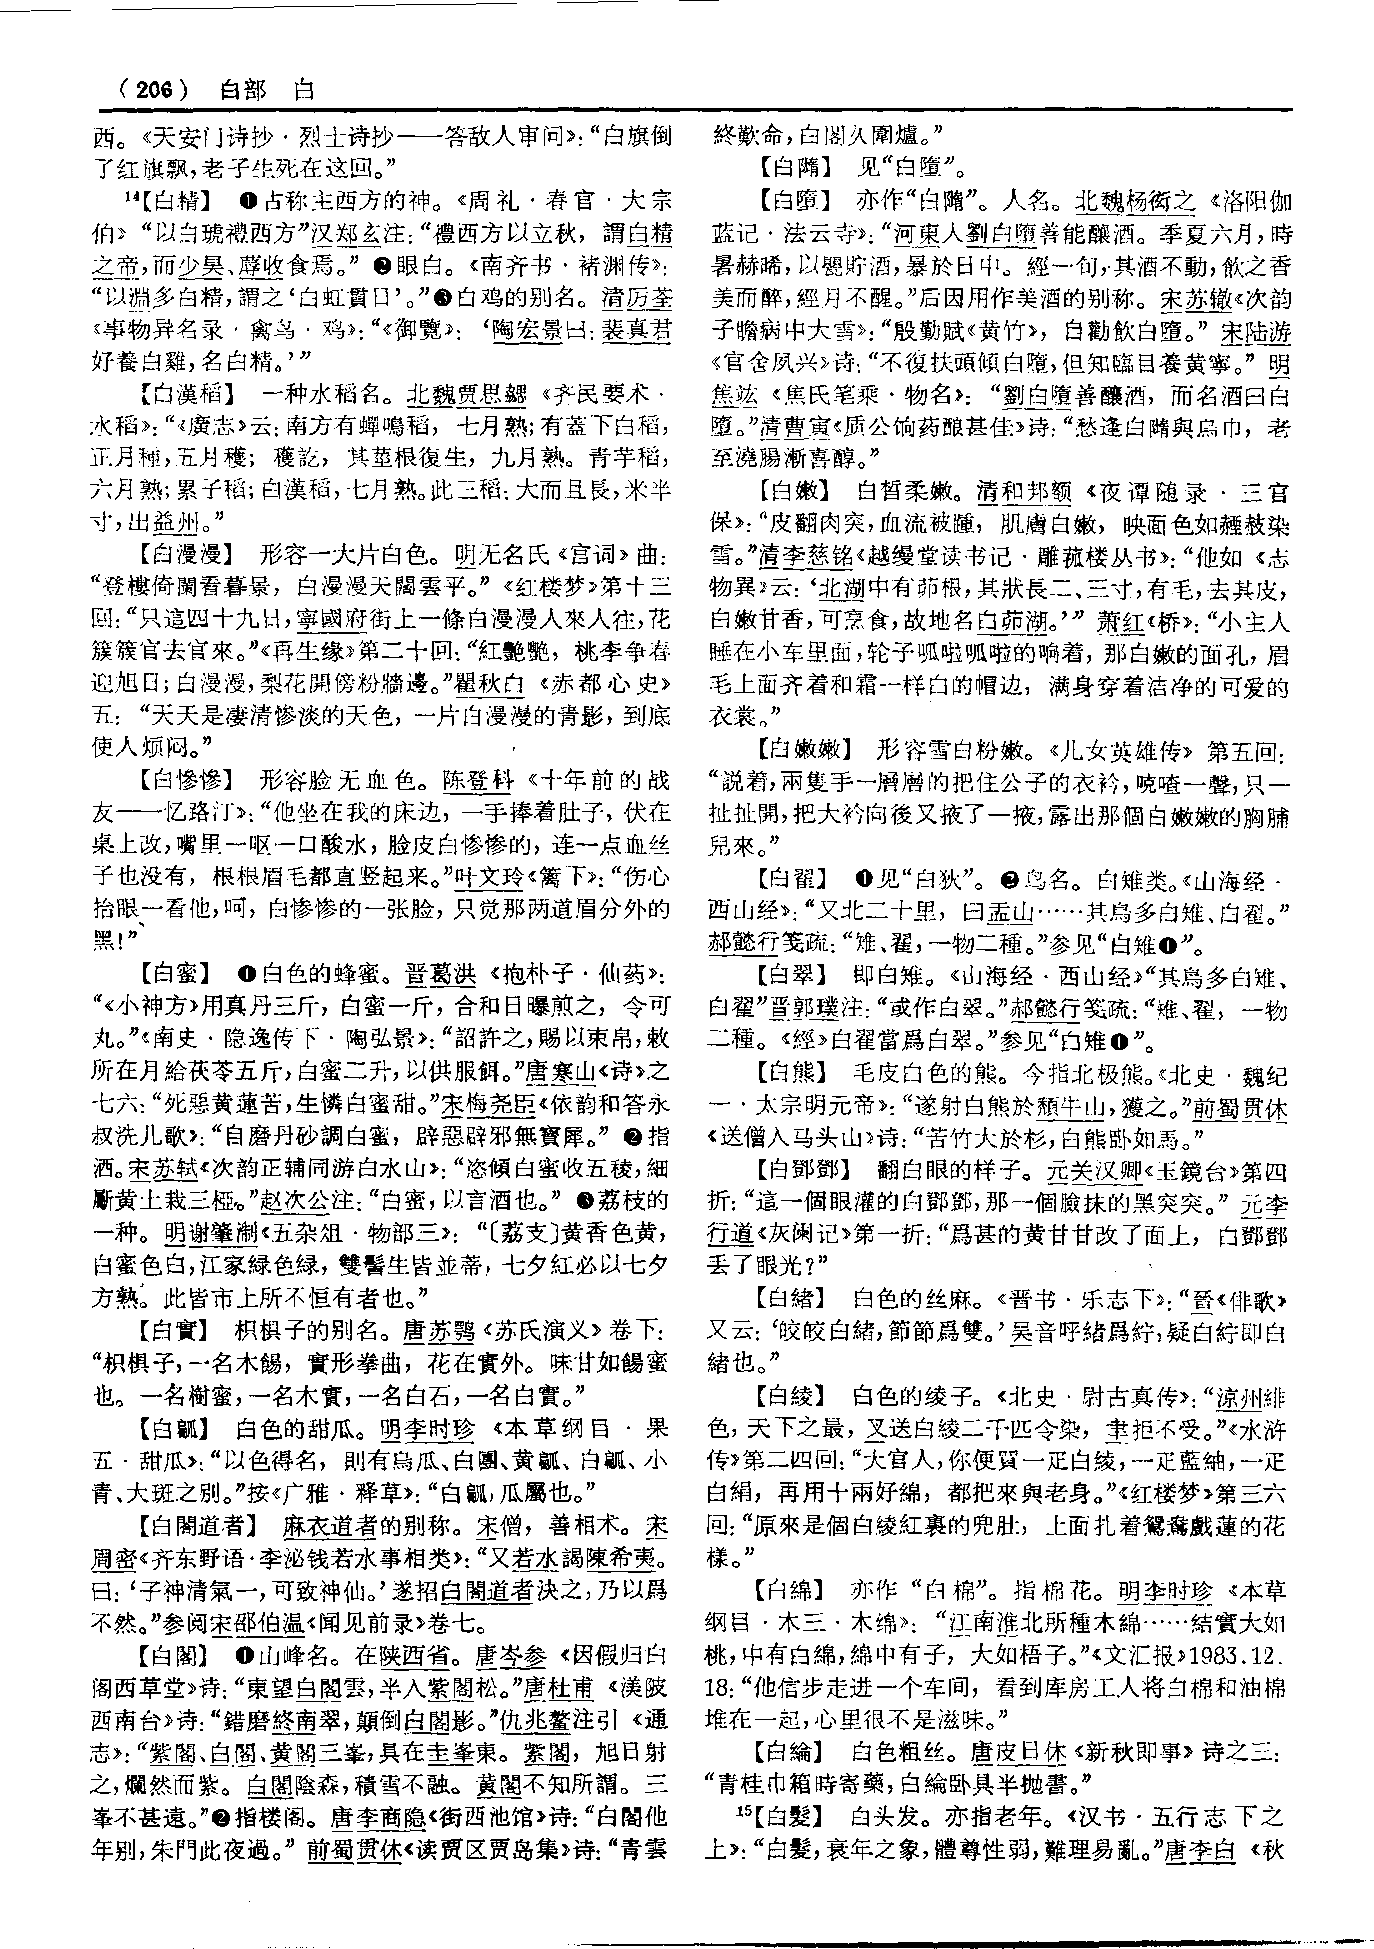 （206） 白部 白
西。《天安门诗抄·烈士诗抄——答敌人审问》：“白旗倒
了红旗飘，老子生死在这回。”
14【白精】 ❶古称主西方的神。《周礼·春官·大宗
伯》“以白琥禮西方”汉郑玄注：“禮西方以立秋，謂白精
之帝，而少昊、蓐收食焉。” ❷眼白。《南齐书·褚渊传》：
“以淵多白精，謂之‘白虹貫日’。”❸白鸡的别名。清厉荃
《事物异名录·禽鸟·鸡》：“《御覽》：‘陶宏景曰：裴真君
好養白雞，名白精。’”
【白漢稻】 一种水稻名。北魏贾思勰《齐民要术·
水稻》：“《廣志》云：南方有蟬鳴稻，七月熟；有蓋下白稻，
正月種，五月穫；穫訖，其莖根復生，九月熟。青芋稻，
六月熟；累子稻；白漢稻，七月熟。此三稻：大而且長，米半
寸，出益州。”
【白漫漫】 形容一大片白色。明无名氏《宫词》曲：
“登樓倚闌看暮景，白漫漫天闊雲平。”《红楼梦》第十三
回：“只這四十九日，寧國府街上一條白漫漫人來人往，花
簇簇官去官來。”《再生缘》第二十回：“紅艷艷，桃李争春
迎旭日；白漫漫，梨花開傍粉牆邊。”瞿秋白《赤都心史》
五：“天天是凄清惨淡的天色，一片白漫漫的青影，到底
使人烦闷。”
【白慘慘】 形容脸无血色。陈登科《十年前的战
友——忆路汀》：“他坐在我的床边，一手捧着肚子，伏在
桌上改，嘴里一呕一口酸水，脸皮白惨惨的，连一点血丝
子也没有，根根眉毛都直竖起来。”叶文玲《篱下》：“伤心
抬眼一看他，呵，白惨惨的一张脸，只觉那两道眉分外的
黑！”
【白蜜】 ❶白色的蜂蜜。晋葛洪《抱朴子·仙药》：
“《小神方》用真丹三斤，白蜜一斤，合和日曝煎之，令可
丸。”《南史·隐逸传下·陶弘景》：“詔許之，賜以束帛，敕
所在月給茯苓五斤，白蜜二升，以供服餌。”唐寒山《诗》之
七六：“死惡黄蓮苦，生憐白蜜甜。”宋梅尧臣《依韵和答永
叔洗儿歌》：“自磨丹砂調白蜜，辟惡辟邪無寶犀。” ❷指
酒。宋苏轼《次韵正辅同游白水山》：“恣傾白蜜收五稜，細
斸黄土栽三椏。”赵次公注：“白蜜，以言酒也。” ❸荔枝的
一种。明谢肇淛《五杂俎·物部三》：“〔荔支〕黄香色黄，
白蜜色白，江家緑色緑，雙髻生皆並蒂，七夕紅必以七夕
方熟。此皆市上所不恒有者也。”
【白實】 枳椇子的别名。唐苏鹗《苏氏演义》卷下：
“枳椇子，一名木餳，實形拳曲，花在實外。味甘如餳蜜
也。一名樹蜜，一名木實，一名白石，一名白實。”
【白瓤】 白色的甜瓜。明李时珍《本草纲目·果
五·甜瓜》：“以色得名，則有烏瓜、白團、黄瓤、白瓤、小
青、大斑之别。”按《广雅·释草》：“白瓤，瓜屬也。”
【白閣道者】 麻衣道者的别称。宋僧，善相术。宋
周密《齐东野语·李泌钱若水事相类》：“又若水謁陳希夷。
曰：‘子神清氣一，可致神仙。’遂招白閣道者決之，乃以爲
不然。”参阅宋邵伯温《闻见前录》卷七。
【白閣】 ❶山峰名。在陕西省。唐岑参《因假归白
阁西草堂》诗：“東望白閣雲，半入紫閣松。”唐杜甫《渼陂
西南台》诗：“錯磨終南翠，顛倒白閣影。”仇兆鳌注引《通
志》：“紫閣、白閣、黄閣三峯，具在圭峯東。紫閣，旭日射
之，爛然而紫。白閣陰森，積雪不融。黄閣不知所謂。三
峯不甚遠。”❷指楼阁。唐李商隐《街西池馆》诗：“白閣他
年别，朱門此夜過。” 前蜀贯休《读贾区贾岛集》诗：“青雲
終歎命，白閣久圍爐。”
【白隋】 见“白墮”。
【白墮】 亦作“白隋”。人名。北魏杨衒之《洛阳伽
蓝记·法云寺》：“河東人劉白墮善能釀酒。季夏六月，時
暑赫晞，以甖貯酒，暴於日中。經一旬，其酒不動，飲之香
美而醉，經月不醒。”后因用作美酒的别称。宋苏辙《次韵
子瞻病中大雪》：“殷勤賦《黄竹》，白勸飲白墮。” 宋陆游
《官舍夙兴》诗：“不復扶頭傾白墮，但知臨目養黄寧。” 明
焦竑《焦氏笔乘·物名》：“劉白墮善釀酒，而名酒曰白
墮。”清曹寅《质公饷药酿甚佳》诗：“愁逢白隋與烏巾，老
至澆腸漸喜醇。”
【白嫩】 白皙柔嫩。清和邦额《夜谭随录·三官
保》：“皮翻肉突，血流被踵，肌膚白嫩，映面色如赬赮染
雪。”清李慈铭《越缦堂读书记·雕菰楼丛书》：“他如《志
物異》云：‘北湖中有茆根，其狀長二、三寸，有毛，去其皮，
白嫩甘香，可烹食，故地名白茆湖。’” 萧红《桥》：“小主人
睡在小车里面，轮子呱啦呱啦的响着，那白嫩的面孔，眉
毛上面齐着和霜一样白的帽边，满身穿着洁净的可爱的
衣裳。”
【白嫩嫩】 形容雪白粉嫩。《儿女英雄传》第五回：
“説着，兩隻手一層層的把住公子的衣衿，喀喳一聲，只一
扯扯開，把大衿向後又掖了一掖，露出那個白嫩嫩的胸脯
兒來。”
【白翟】 ❶见“白狄”。❷鸟名。白雉类。《山海经·
西山经》：“又北二十里，曰盂山……其鳥多白雉、白翟。”
郝懿行笺疏：“雉、翟，一物二種。”参见“白雉❶”。
【白翠】 即白雉。《山海经·西山经》“其鳥多白雉、
白翟”晋郭璞注：“或作白翠。”郝懿行笺疏：“雉、翟，一物
二種。《經》白翟當爲白翠。”参见“白雉❶”。
【白熊】 毛皮白色的熊。今指北极熊。《北史·魏纪
一·太宗明元帝》：“遂射白熊於頹牛山，獲之。”前蜀贯休
《送僧入马头山》诗：“苦竹大於杉，白熊卧如馬。”
【白鄧鄧】 翻白眼的样子。元关汉卿《玉鏡台》第四
折：“這一個眼灌的白鄧鄧，那一個臉抹的黑突突。” 元李
行道《灰阑记》第一折：“爲甚的黄甘甘改了面上，白鄧鄧
丢了眼光？”
【白緒】 白色的丝麻。《晋书·乐志下》：“晉《俳歌》
又云：‘皎皎白緒，節節爲雙。’吴音呼緒爲紵，疑白紵即白
緒也。”
【白綾】 白色的绫子。《北史·尉古真传》：“涼州緋
色，天下之最，叉送白綾二千匹令染，聿拒不受。”《水浒
传》第二四回：“大官人，你便買一疋白綾，一疋藍紬，一疋
白絹，再用十兩好綿，都把來與老身。”《红楼梦》第三六
回：“原來是個白綾紅裏的兜肚，上面扎着鴛鴦戲蓮的花
樣。”
【白綿】 亦作“白棉”。指棉花。明李时珍《本草
纲目·木三·木绵》：“江南淮北所種木綿……結實大如
桃，中有白綿，綿中有子，大如梧子。”《文汇报》1983.12.
18：“他信步走进一个车间，看到库房工人将白棉和油棉
堆在一起，心里很不是滋味。”
【白綸】 白色粗丝。唐皮日休《新秋即事》诗之三：
“青桂巾箱時寄藥，白綸卧具半抛書。”
15【白髮】 白头发。亦指老年。《汉书·五行志下之
上》：“白髮，衰年之象，體尊性弱，難理易亂。”唐李白《秋